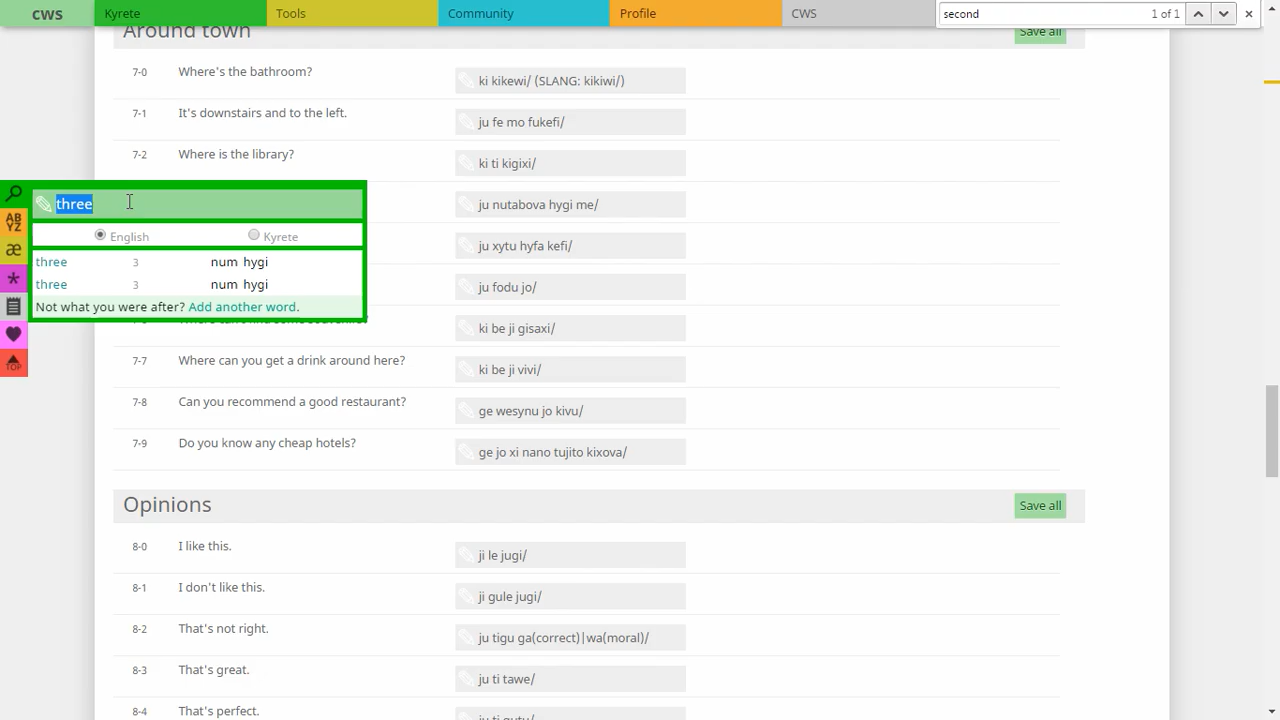 CWS Kyrete Tools Community Profile CWS second 1 of 1
Around town Save all
7-0 Where's the bathroom? ki kikewi/ (SLANG: kikiwi/)
7-1 It's downstairs and to the left. ju fe mo fukefi/
7-2 Where is the library? ki ti kigixi/
three
ju nutabova hygi me/
AB YZ
English Kyrete
ju xytu hyfa kefi/
æ
three 3 num hygi
*
three 3 num hygi
ju fodu jo/
Not what you were after? Add another word.
ki be ji gisaxi/
TOP
7-7 Where can you get a drink around here? ki be ji vivi/
7-8 Can you recommend a good restaurant? ge wesynu jo kivu/
7-9 Do you know any cheap hotels? ge jo xi nano tujito kixova/
Opinions Save all
8-0 I like this. ji le jugi/
8-1 I don't like this. ji gule jugi/
8-2 That's not right. ju tigu ga(correct)|wa(moral)/
8-3 That's great. ju ti tawe/
8-4 That's perfect. ju ti gutu/